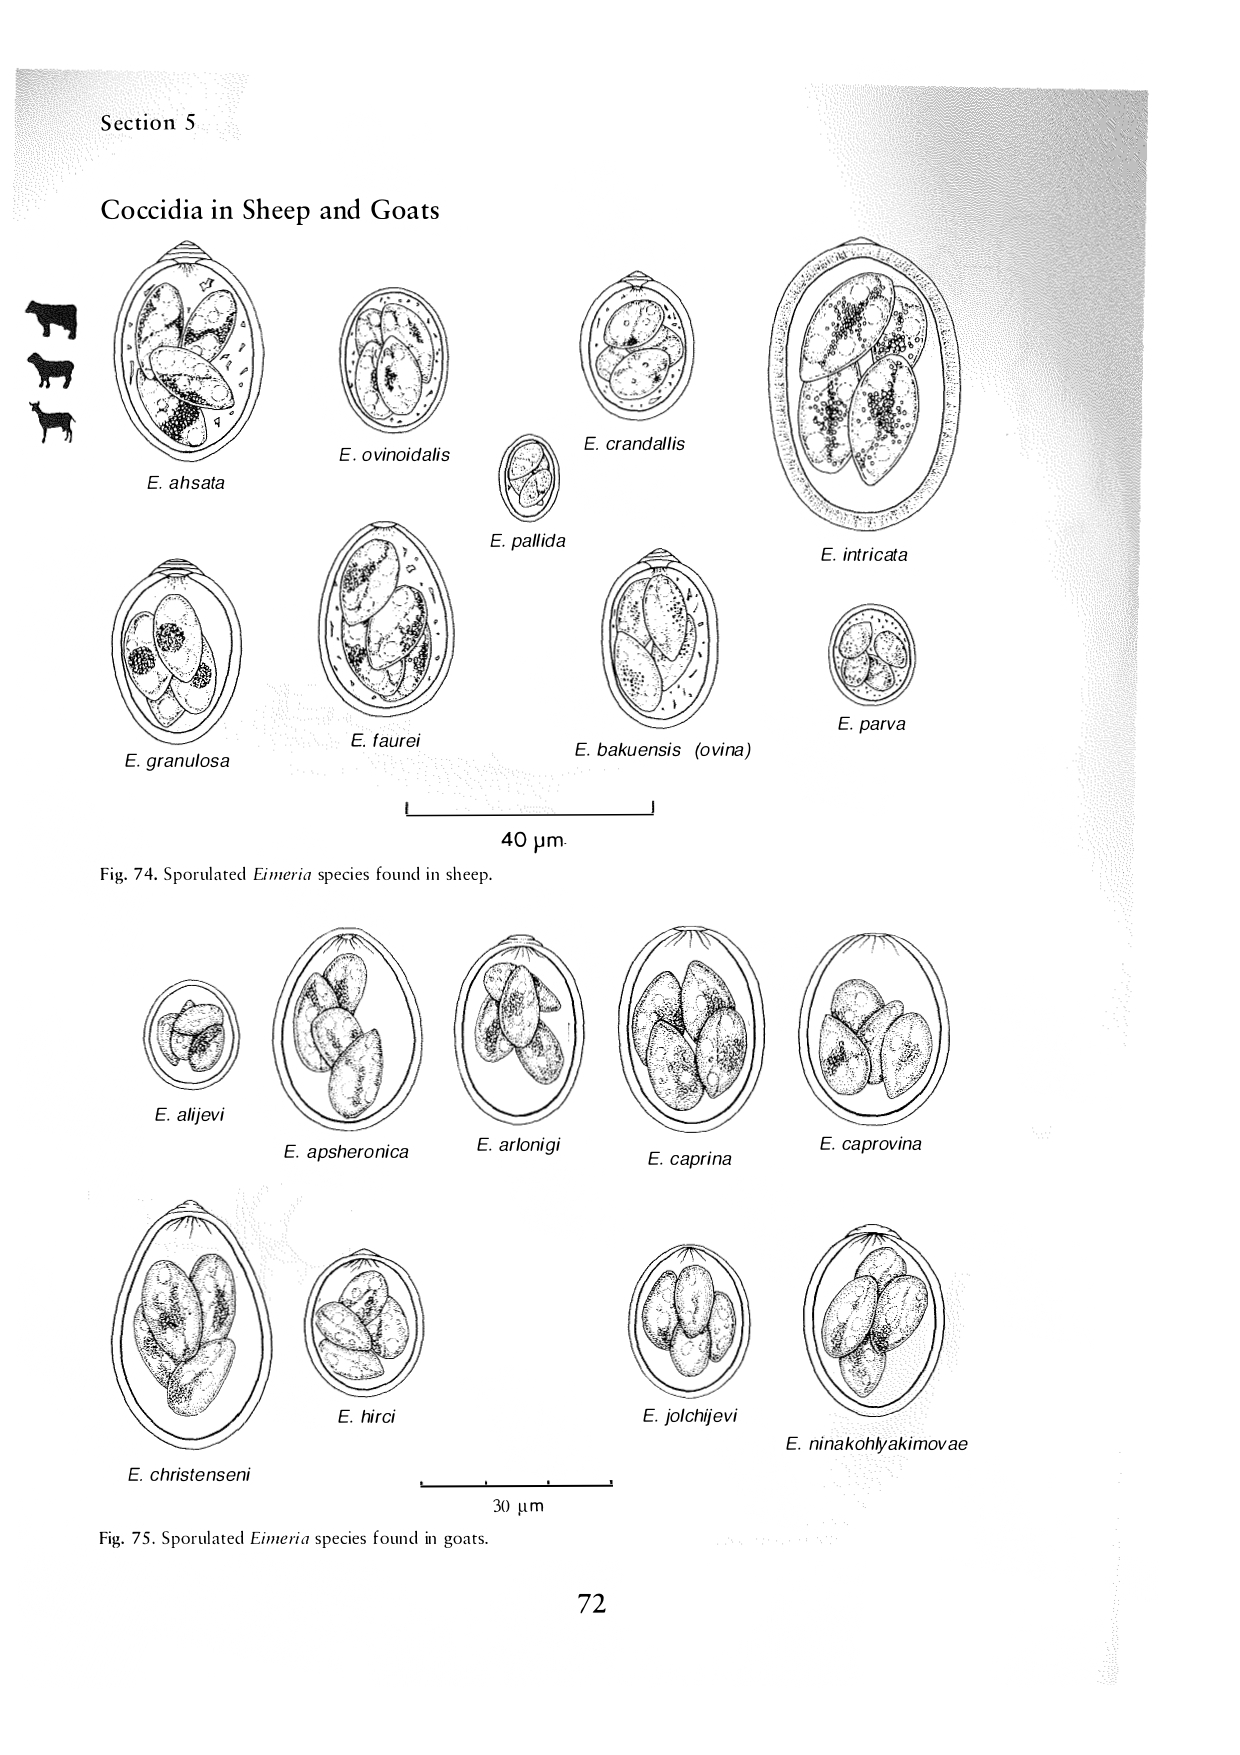 Section 5
Coccidia in Sheep and Goats
E. ahsata
E. ovinoidalis
E. crandallis
E. pallida
E. intricata
E. granulosa
E. faurei
E. bakuensis (ovina)
E. parva
40 µm
Fig. 74. Sporulated Eimeria species found in sheep.
E. alijevi
E. apsheronica
E. arlonigi
E. caprina
E. caprovina
E. christenseni
E. hirci
E. jolchijevi
E. ninakohlyakimovae
30 µm
Fig. 75. Sporulated Eimeria species found in goats.
72